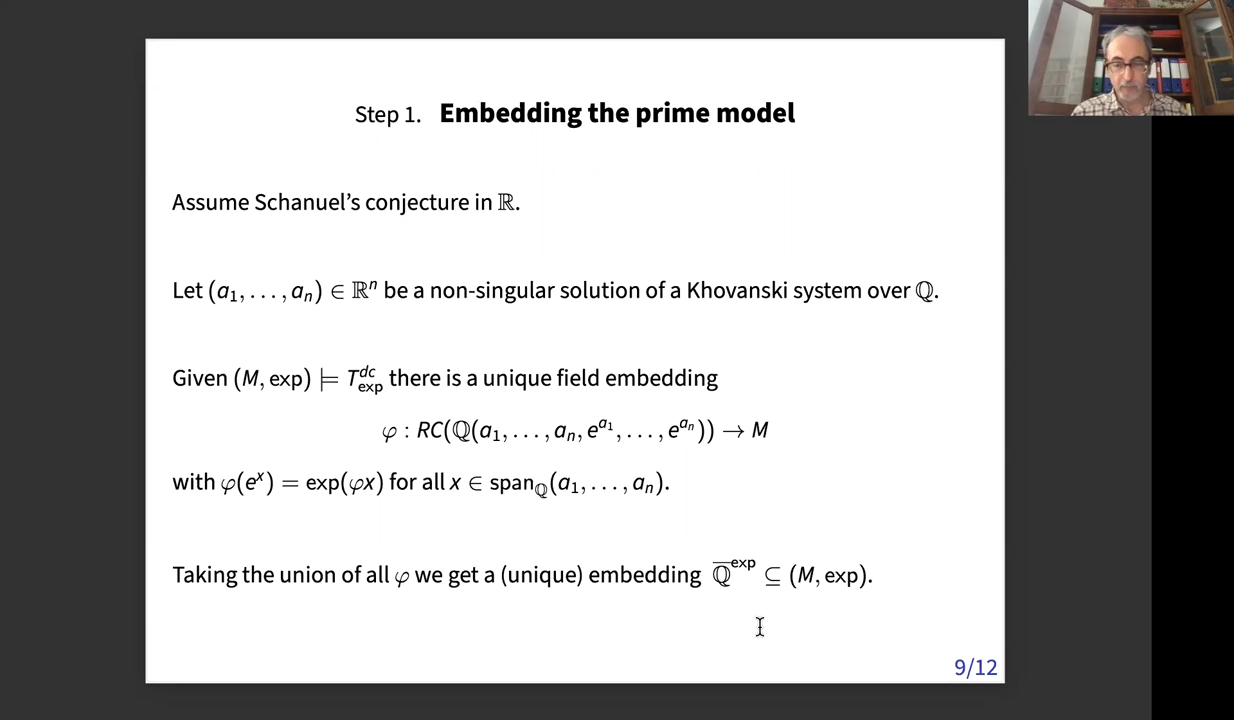 Step 1. Embedding the prime model
Assume Schanuel's conjecture in ℝ.
Let (a₁, …, aₙ) ∈ ℝⁿ be a non-singular solution of a Khovanski system over ℚ.
Given (M, exp) ⊨ T_exp^dc there is a unique field embedding
φ : RC(ℚ(a₁, …, aₙ, e^{a₁}, …, e^{aₙ})) → M
with φ(eˣ) = exp(φx) for all x ∈ span_ℚ(a₁, …, aₙ).
Taking the union of all φ we get a (unique) embedding ℚ̅^exp ⊆ (M, exp).
9/12